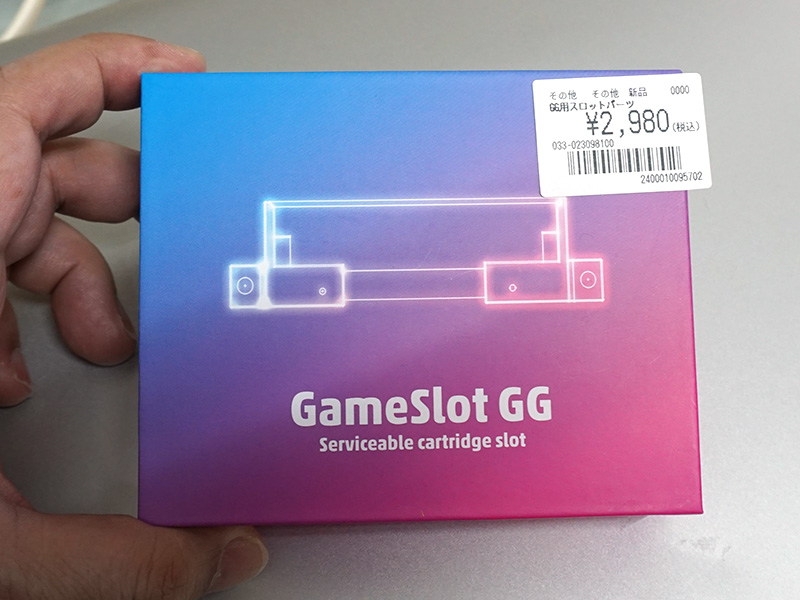 その他 その他 新品 0000
GG用スロットパーツ
¥2,980(税込)
033-023098100
2400010095702
GameSlot GG
Serviceable cartridge slot